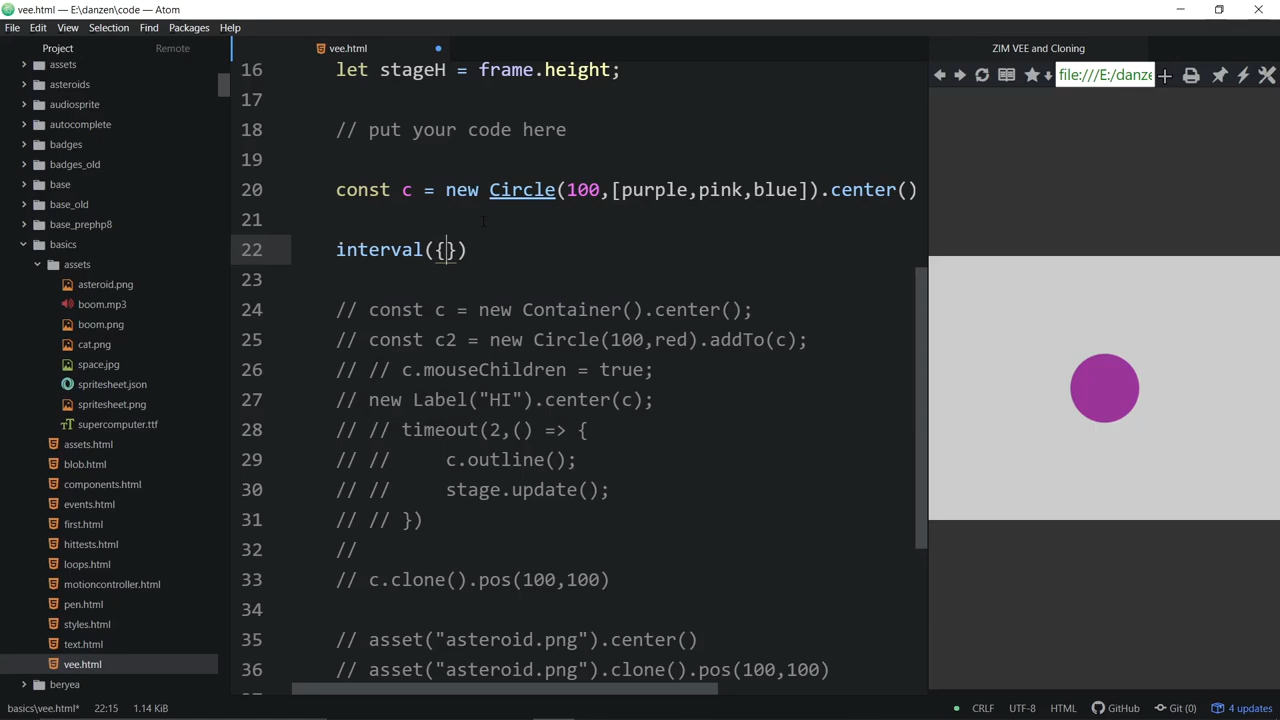 vee.html — E:\danzen\code — Atom
File Edit View Selection Find Packages Help
Project Remote
vee.html
ZIM VEE and Cloning
file:///E:/danze
assets
asteroids
audiosprite
autocomplete
badges
badges_old
base
base_old
base_prephp8
basics
assets
asteroid.png
boom.mp3
boom.png
cat.png
space.jpg
spritesheet.json
spritesheet.png
supercomputer.ttf
assets.html
blob.html
components.html
events.html
first.html
hittests.html
loops.html
motioncontroller.html
pen.html
styles.html
text.html
vee.html
beryea
16 let stageH = frame.height;
17
18 // put your code here
19
20 const c = new Circle(100,[purple,pink,blue]).center()
21
22 interval({})
23
24 // const c = new Container().center();
25 // const c2 = new Circle(100,red).addTo(c);
26 // // c.mouseChildren = true;
27 // new Label("HI").center(c);
28 // // timeout(2,() => {
29 // // c.outline();
30 // // stage.update();
31 // // })
32 //
33 // c.clone().pos(100,100)
34
35 // asset("asteroid.png").center()
36 // asset("asteroid.png").clone().pos(100,100)
basics\vee.html* 22:15 1.14 KiB CRLF UTF-8 HTML GitHub Git (0) 4 updates